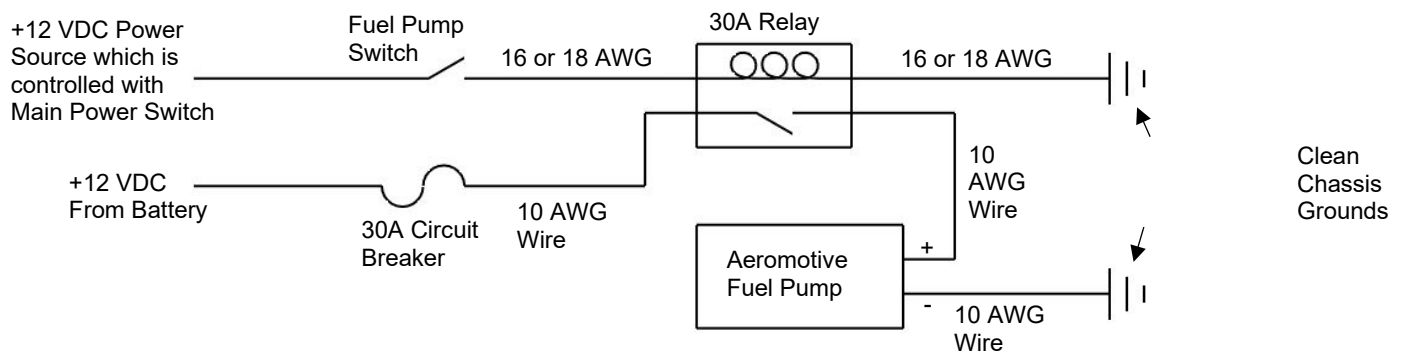 +12 VDC Power
Source which is
controlled with
Main Power Switch
Fuel Pump
Switch
16 or 18 AWG
30A Relay
16 or 18 AWG
+12 VDC
From Battery
30A Circuit
Breaker
10 AWG
Wire
10
AWG
Wire
Clean
Chassis
Grounds
Aeromotive
Fuel Pump
+
-
10 AWG
Wire